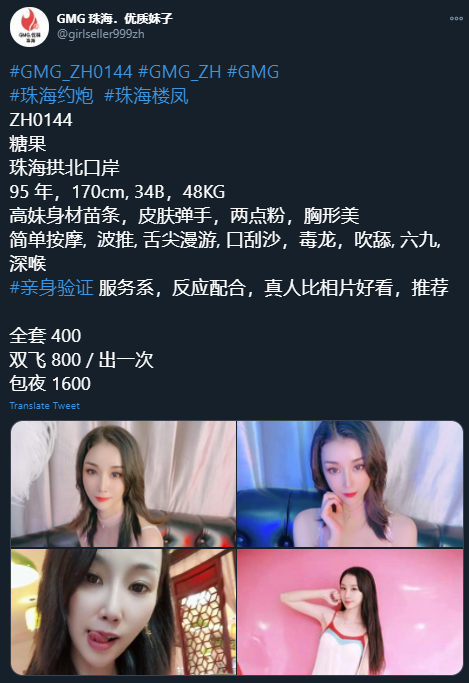 GMG 珠海．优质妹子
@girlseller999zh
#GMG_ZH0144 #GMG_ZH #GMG
#珠海约炮 #珠海楼凤
ZH0144
糖果
珠海拱北口岸
95 年，170cm, 34B，48KG
高妹身材苗条，皮肤弹手，两点粉，胸形美
简单按摩, 波推, 舌尖漫游, 口刮沙，毒龙，吹舔, 六九,
深喉
#亲身验证 服务系，反应配合，真人比相片好看，推荐
全套 400
双飞 800 / 出一次
包夜 1600
Translate Tweet